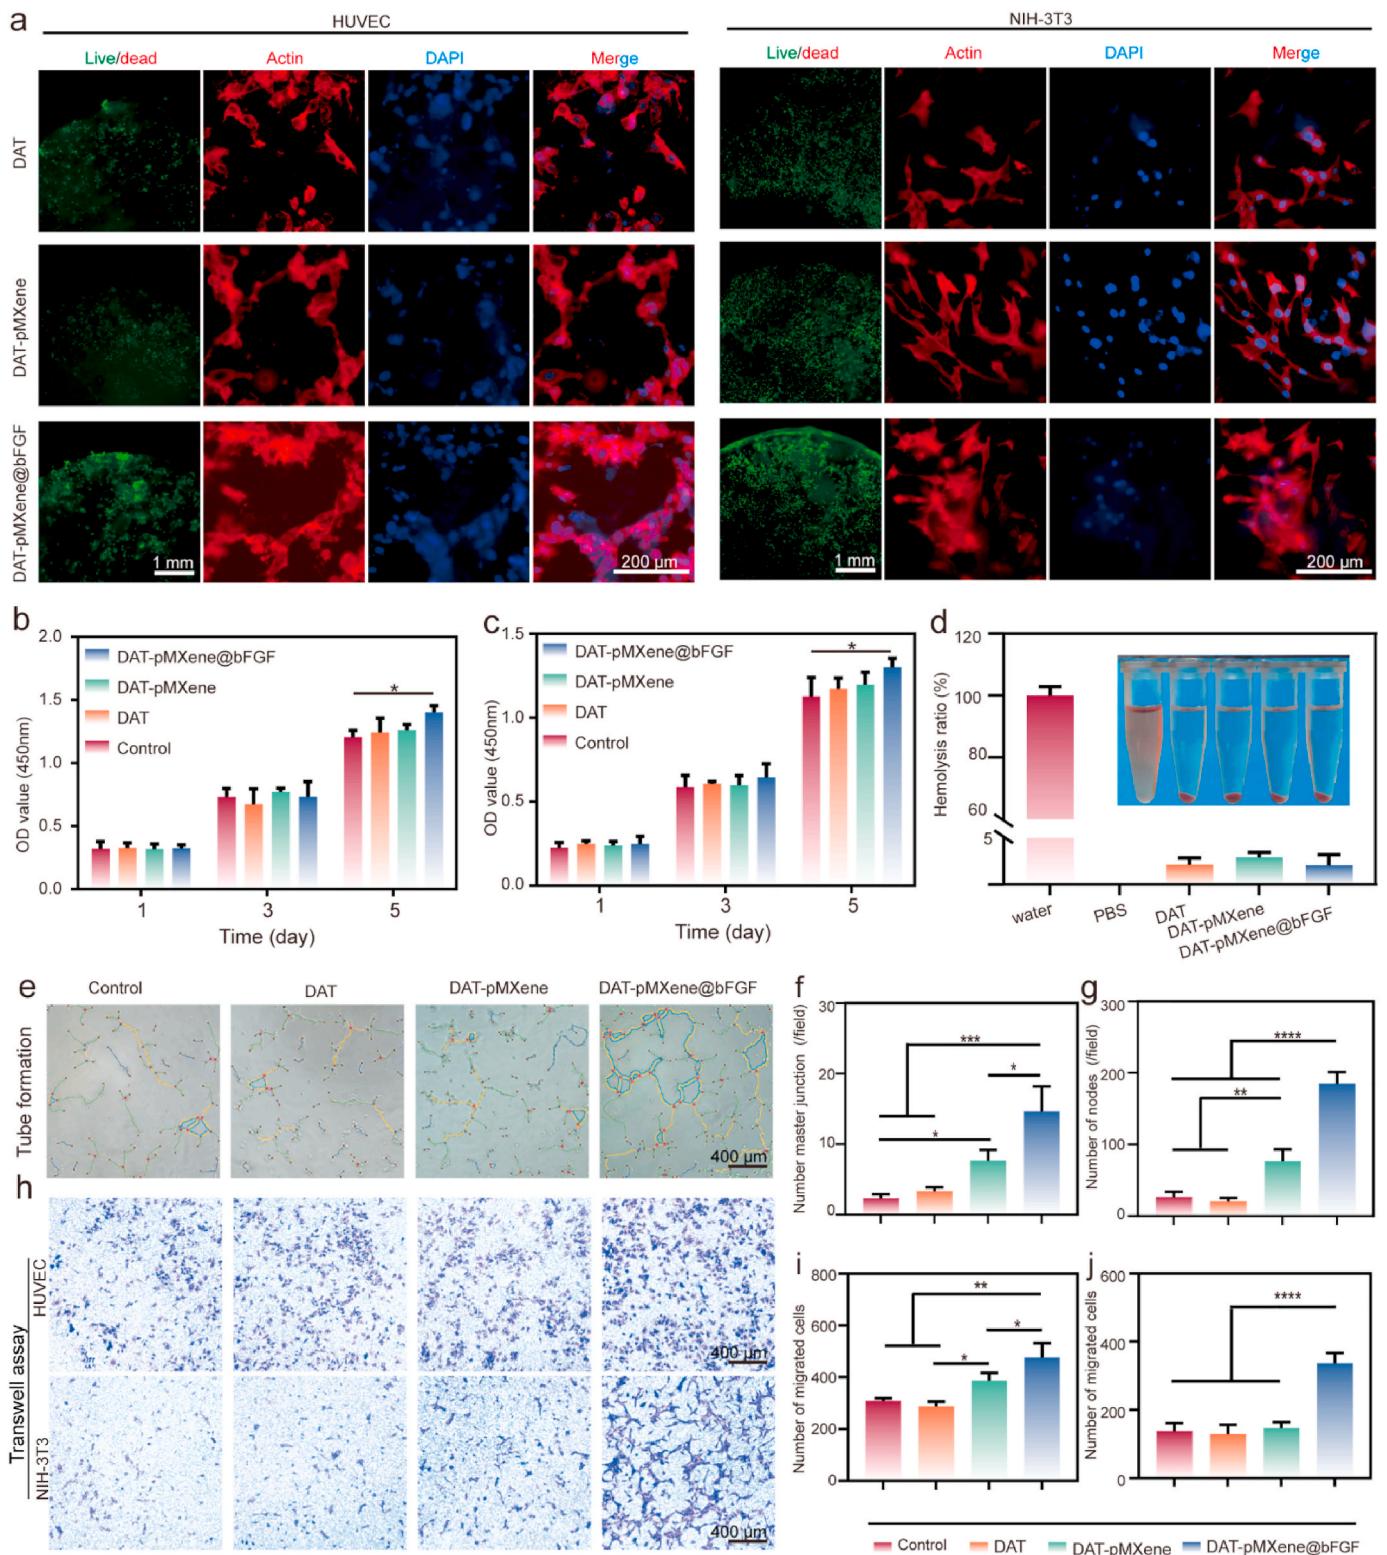 a
HUVEC
NIH-3T3
Live/dead Actin DAPI Merge
Live/dead Actin DAPI Merge
DAT
DAT-pMXene
DAT-pMXene@bFGF
1 mm
200 μm
1 mm
200 μm
b
2.0
1.5
1.0
0.5
0.0
OD value (450nm)
DAT-pMXene@bFGF
DAT-pMXene
DAT
Control
*
1 3 5
Time (day)
c
1.5
1.0
0.5
0.0
OD value (450nm)
DAT-pMXene@bFGF
DAT-pMXene
DAT
Control
*
1 3 5
Time (day)
d
120
100
80
60
5
Hemolysis ratio (%)
water
PBS
DAT
DAT-pMXene
DAT-pMXene@bFGF
e
Control
DAT
DAT-pMXene
DAT-pMXene@bFGF
Tube formation
400 μm
f
30
20
10
0
Number master junction (/field)
***
*
*
g
300
200
100
0
Number of nodes (/field)
****
**
h
Transwell assay
HUVEC
NIH-3T3
400 μm
400 μm
i
800
600
400
200
0
Number of migrated cells
**
*
*
j
600
400
200
0
Number of migrated cells
****
Control DAT DAT-pMXene DAT-pMXene@bFGF